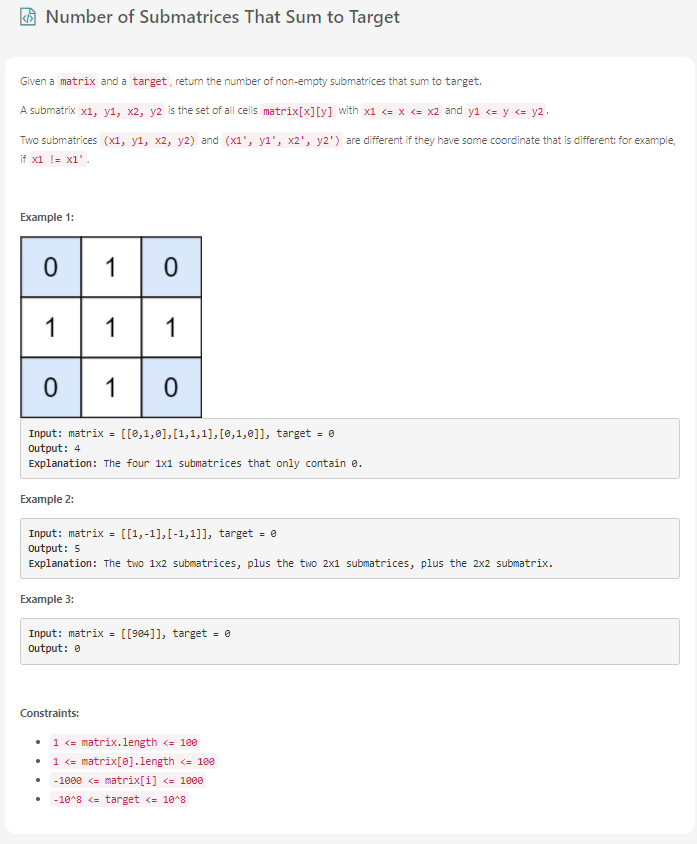 Number of Submatrices That Sum to Target
Given a matrix and a target, return the number of non-empty submatrices that sum to target.
A submatrix x1, y1, x2, y2 is the set of all cells matrix[x][y] with x1 <= x <= x2 and y1 <= y <= y2.
Two submatrices (x1, y1, x2, y2) and (x1', y1', x2', y2') are different if they have some coordinate that is different: for example,
if x1 != x1'.
Example 1:
0 1 0
1 1 1
0 1 0
Input: matrix = [[0,1,0],[1,1,1],[0,1,0]], target = 0
Output: 4
Explanation: The four 1x1 submatrices that only contain 0.
Example 2:
Input: matrix = [[1,-1],[-1,1]], target = 0
Output: 5
Explanation: The two 1x2 submatrices, plus the two 2x1 submatrices, plus the 2x2 submatrix.
Example 3:
Input: matrix = [[904]], target = 0
Output: 0
Constraints:
• 1 <= matrix.length <= 100
• 1 <= matrix[0].length <= 100
• -1000 <= matrix[i] <= 1000
• -10^8 <= target <= 10^8